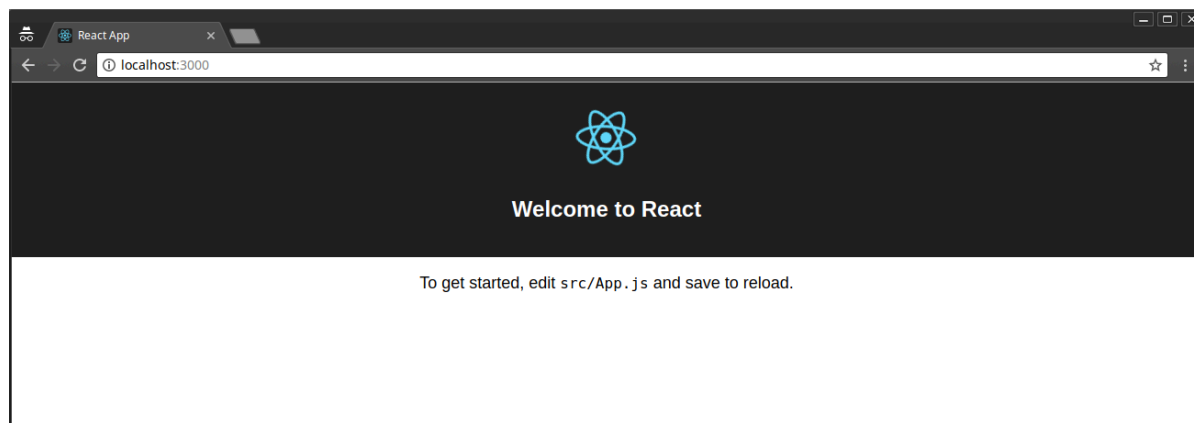 React App
localhost:3000
Welcome to React
To get started, edit src/App.js and save to reload.